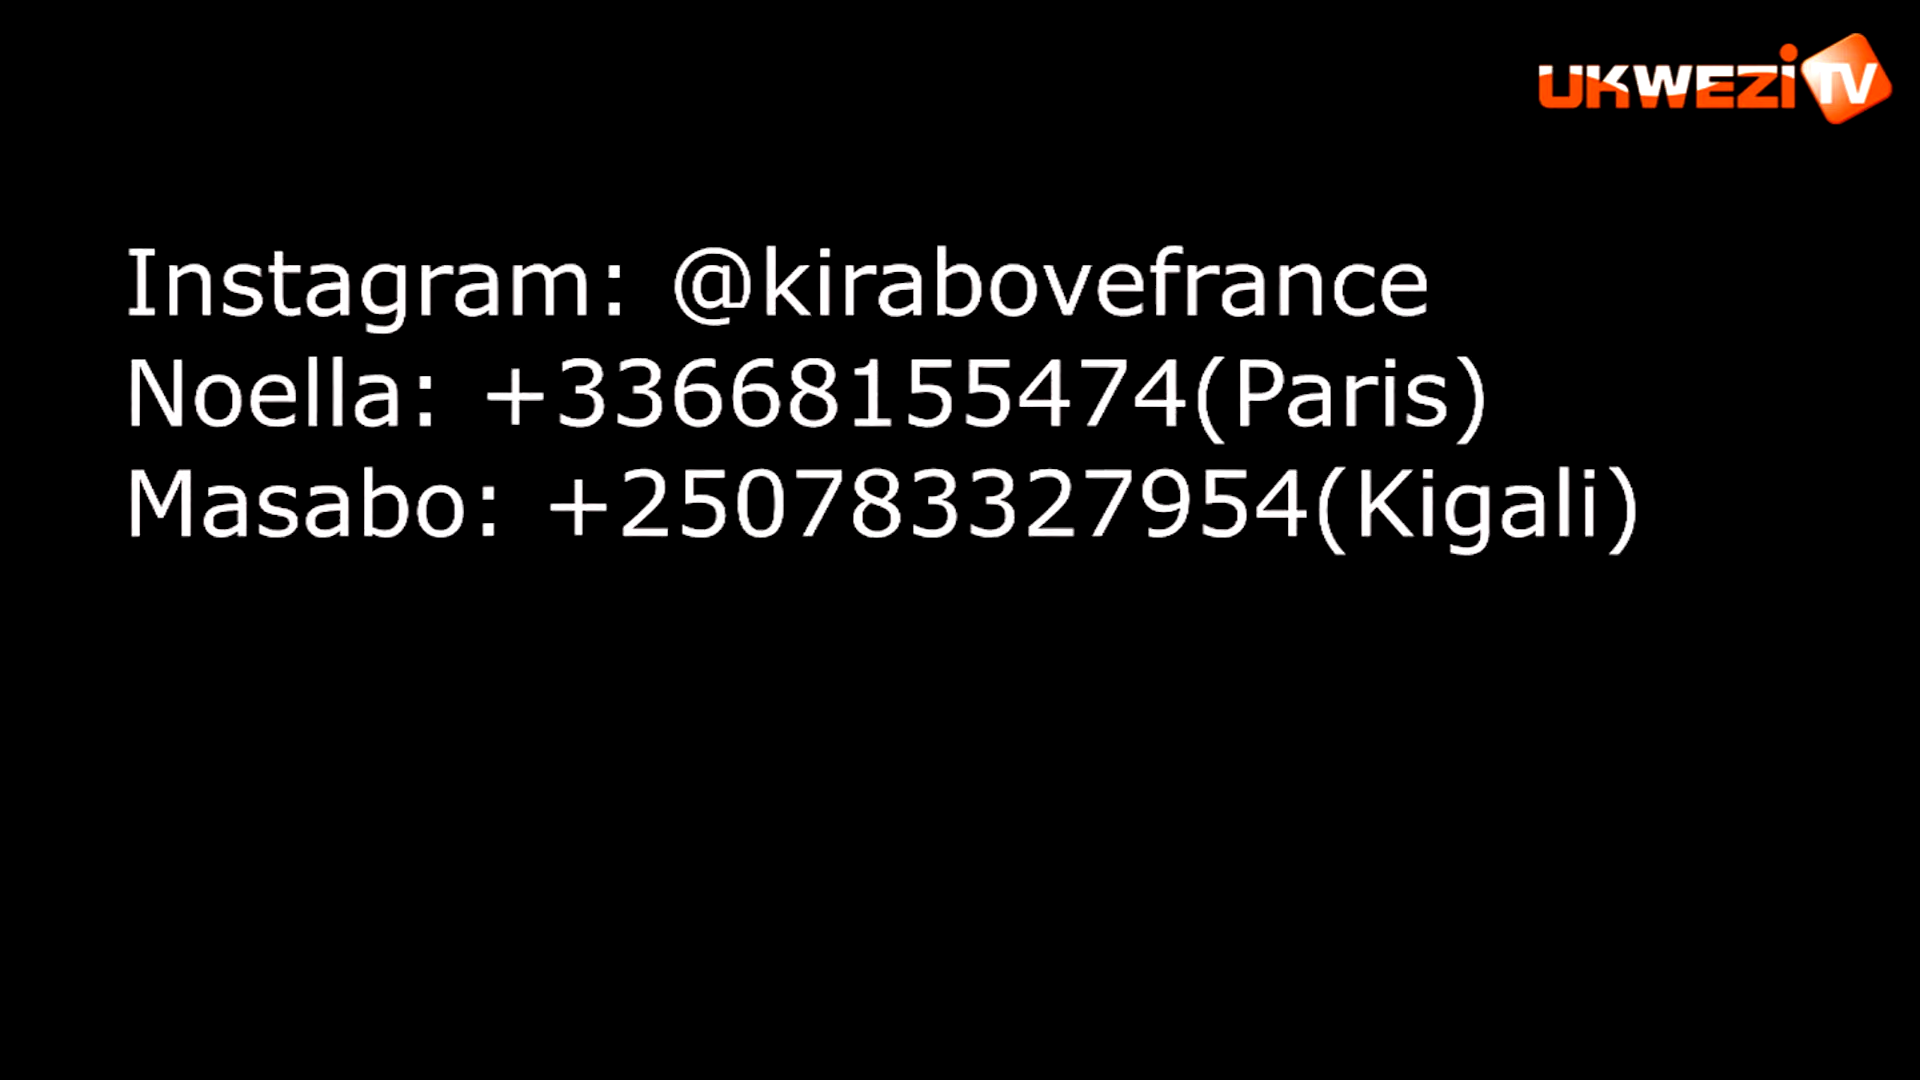 UKWEZI TV
Instagram: @kirabovefrance
Noella: +33668155474(Paris)
Masabo: +250783327954(Kigali)